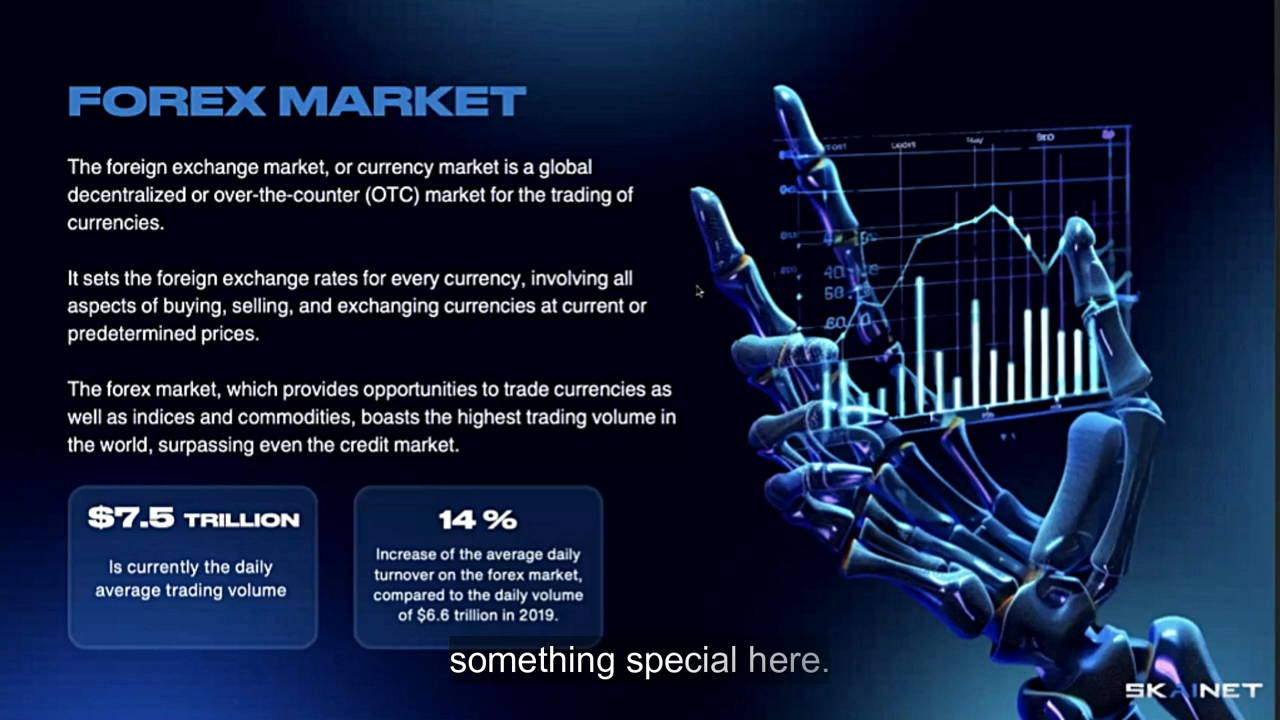 FOREX MARKET
The foreign exchange market, or currency market is a global
decentralized or over-the-counter (OTC) market for the trading of
currencies.
It sets the foreign exchange rates for every currency, involving all
aspects of buying, selling, and exchanging currencies at current or
predetermined prices.
The forex market, which provides opportunities to trade currencies as
well as indices and commodities, boasts the highest trading volume in
the world, surpassing even the credit market.
$7.5 TRILLION
Is currently the daily
average trading volume
14 %
Increase of the average daily
turnover on the forex market,
compared to the daily volume
of $6.6 trillion in 2019.
something special here.
SKAINET